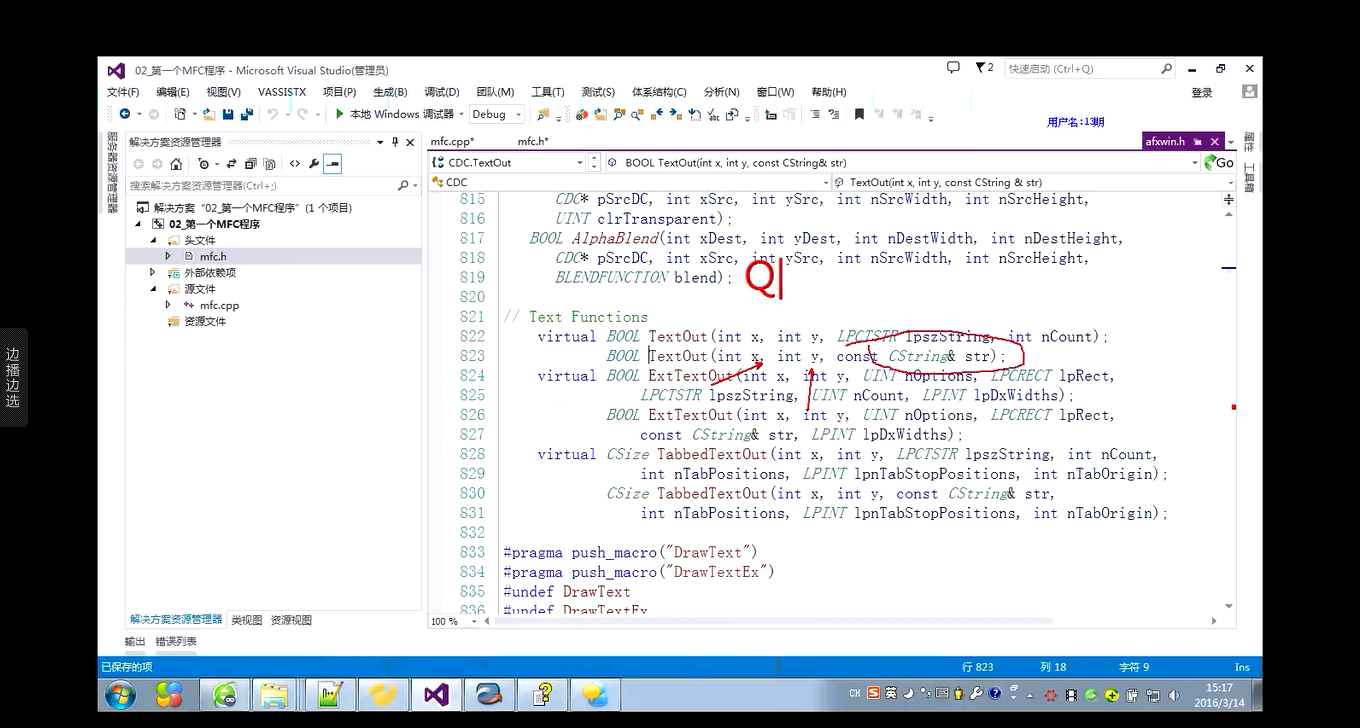 02_第一个MFC程序 - Microsoft Visual Studio(管理员)
2
快速启动 (Ctrl+Q)
文件(F) 编辑(E) 视图(V) VASSISTX 项目(P) 生成(B) 调试(D) 团队(M) 工具(T) 测试(S) 体系结构(C) 分析(N) 窗口(W) 帮助(H)
登录
本地 Windows 调试器 Debug
用户名:13期
服务器资源管理器
解决方案资源管理器
mfc.cpp*
mfc.h*
afxwin.h
属性
工具箱
CDC.TextOut
BOOL TextOut(int x, int y, const CString& str)
Go
搜索解决方案资源管理器(Ctrl+;)
CDC
TextOut(int x, int y, const CString & str)
解决方案 "02_第一个MFC程序" (1 个项目)
02_第一个MFC程序
头文件
mfc.h
外部依赖项
源文件
mfc.cpp
资源文件
815 CDC* pSrcDC, int xSrc, int ySrc, int nSrcWidth, int nSrcHeight,
816 UINT clrTransparent);
817 BOOL AlphaBlend(int xDest, int yDest, int nDestWidth, int nDestHeight,
818 CDC* pSrcDC, int xSrc, int ySrc, int nSrcWidth, int nSrcHeight,
819 BLENDFUNCTION blend);
Q
820
821 // Text Functions
822 virtual BOOL TextOut(int x, int y, LPCTSTR lpszString, int nCount);
823 BOOL TextOut(int x, int y, const CString& str);
824 virtual BOOL ExtTextOut(int x, int y, UINT nOptions, LPCRECT lpRect,
825 LPCTSTR lpszString, UINT nCount, LPINT lpDxWidths);
826 BOOL ExtTextOut(int x, int y, UINT nOptions, LPCRECT lpRect,
827 const CString& str, LPINT lpDxWidths);
828 virtual CSize TabbedTextOut(int x, int y, LPCTSTR lpszString, int nCount,
829 int nTabPositions, LPINT lpnTabStopPositions, int nTabOrigin);
830 CSize TabbedTextOut(int x, int y, const CString& str,
831 int nTabPositions, LPINT lpnTabStopPositions, int nTabOrigin);
832
833 #pragma push_macro("DrawText")
834 #pragma push_macro("DrawTextEx")
835 #undef DrawText
836 #undef DrawTextEx
100 %
解决方案资源管理器 类视图 资源视图
输出 错误列表
已保存的项
行 823 列 18 字符 9 Ins
CH
英
15:17
2016/3/14
边播边选